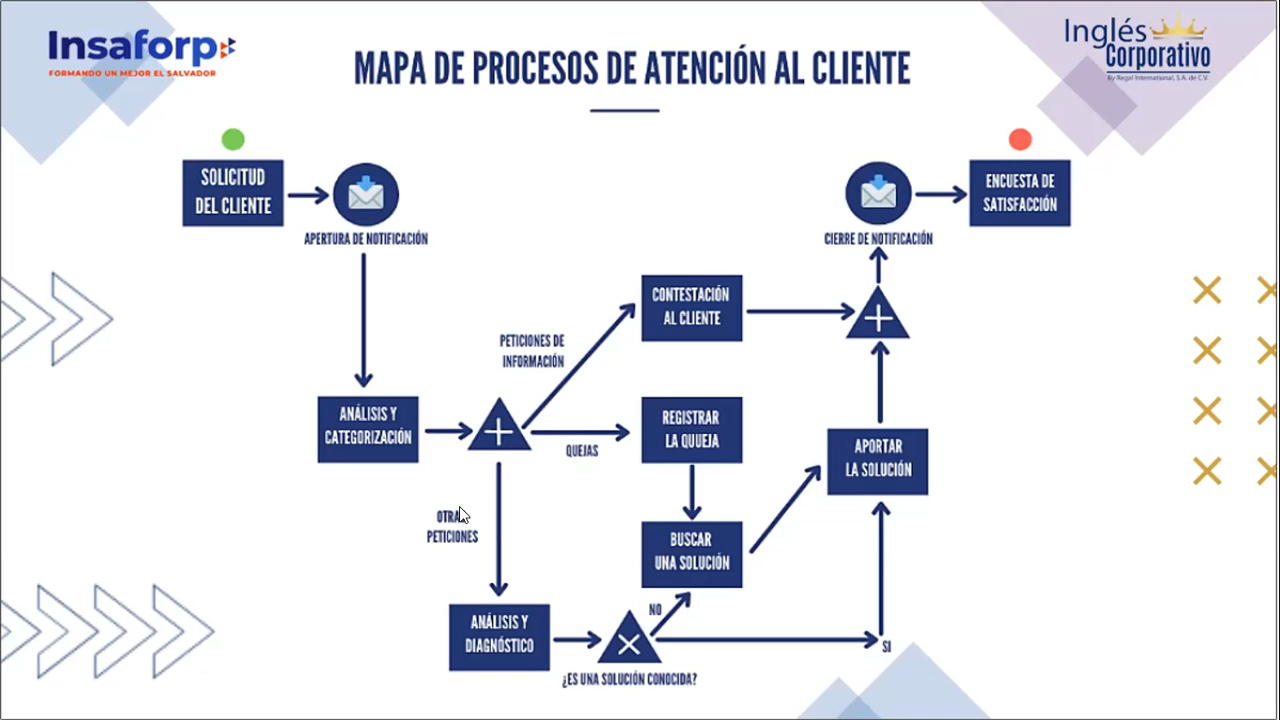 Insaforp
FORMANDO UN MEJOR EL SALVADOR
MAPA DE PROCESOS DE ATENCIÓN AL CLIENTE
Inglés
Corporativo
By Regal International, S.A. de C.V.
SOLICITUD
DEL CLIENTE
APERTURA DE NOTIFICACIÓN
CIERRE DE NOTIFICACIÓN
ENCUESTA DE
SATISFACCIÓN
CONTESTACIÓN
AL CLIENTE
PETICIONES DE
INFORMACIÓN
ANÁLISIS Y
CATEGORIZACIÓN
QUEJAS
REGISTRAR
LA QUUEJA
APORTAR
LA SOLUCIÓN
OTRA
PETICIONES
BUSCAR
UNA SOLUCIÓN
ANÁLISIS Y
DIAGNÓSTICO
NO
SI
¿ES UNA SOLUCIÓN CONOCIDA?